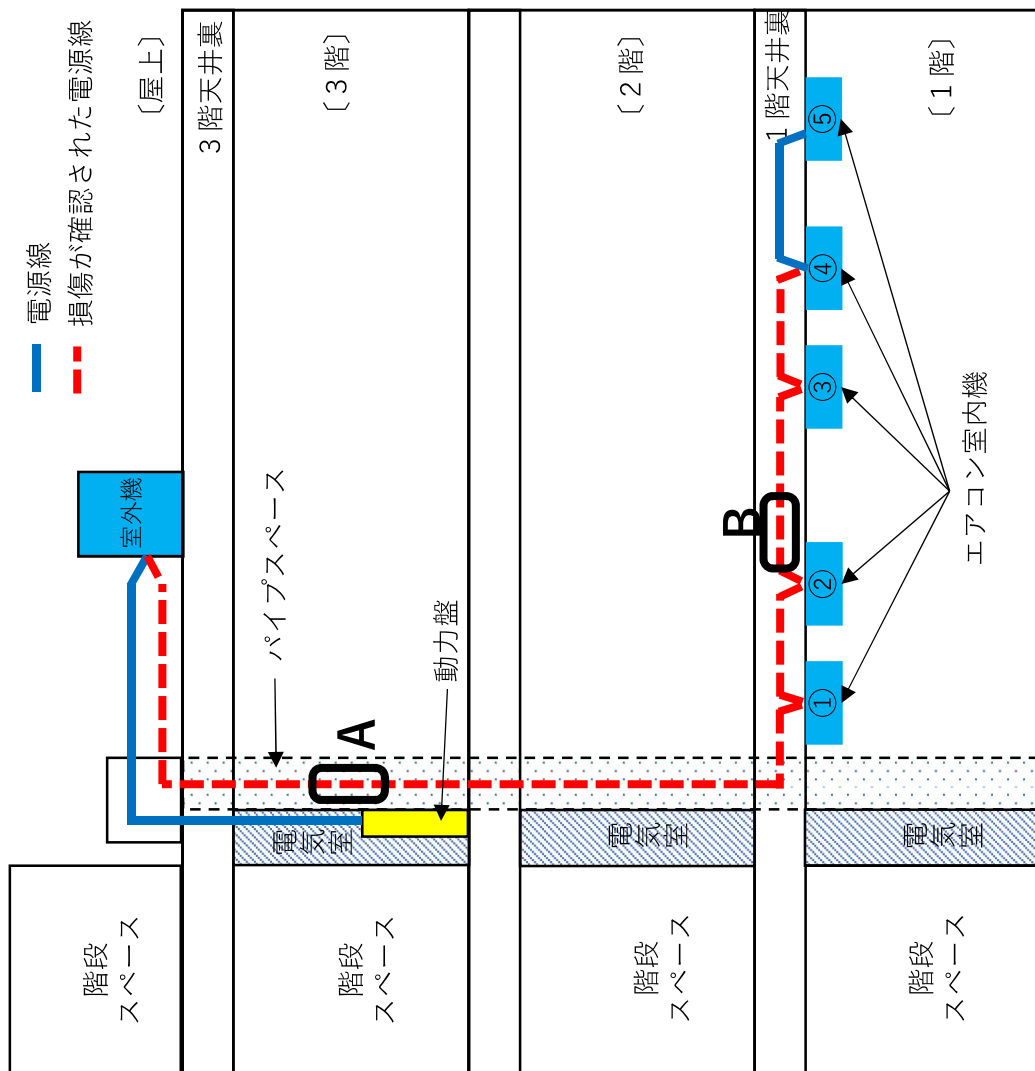 電源線
損傷が確認された電源線
室外機
〔屋上〕
3 階天井裏
〔３階〕
パイプスペース
A
動力盤
電気室
階段
スペース
階段
スペース
〔２階〕
電気室
階段
スペース
1 階天井裏
B
①
②
③
④
⑤
〔１階〕
エアコン室内機
電気室
階段
スペース